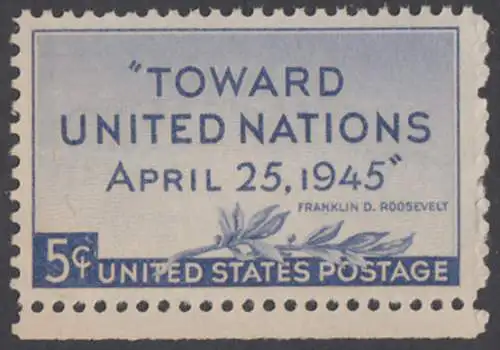 "TOWARD
UNITED NATIONS
APRIL 25, 1945"
FRANKLIN D. ROOSEVELT
5¢ UNITED STATES POSTAGE